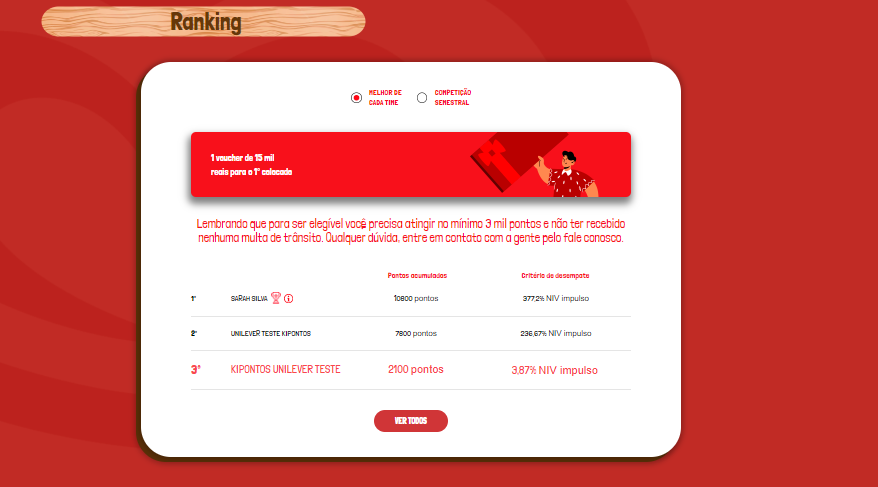 Ranking
MELHOR DE
CADA TIME
COMPETIÇÃO
SEMESTRAL
1 voucher de 15 mil
reais para o 1° colocado
Lembrando que para ser elegível você precisa atingir no mínimo 3 mil pontos e não ter recebido
nenhuma multa de trânsito. Qualquer dúvida, entre em contato com a gente pelo fale conosco.
Pontos acumulados Critério de desempate
1° SARAH SILVA 10800 pontos 377,2% NIV impulso
2° UNILEVER TESTE KIPONTOS 7800 pontos 236,67% NIV impulso
3° KIPONTOS UNILEVER TESTE 2100 pontos 3,87% NIV impulso
VER TODOS